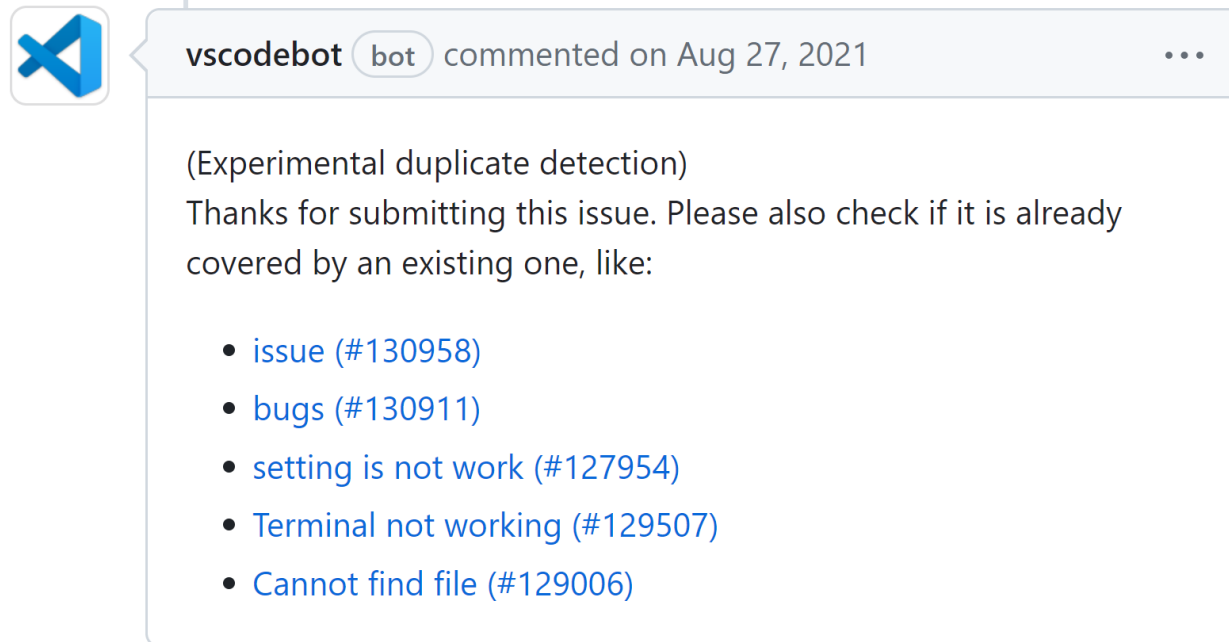 vscodebot bot commented on Aug 27, 2021
(Experimental duplicate detection)
Thanks for submitting this issue. Please also check if it is already
covered by an existing one, like:
issue (#130958)
bugs (#130911)
setting is not work (#127954)
Terminal not working (#129507)
Cannot find file (#129006)